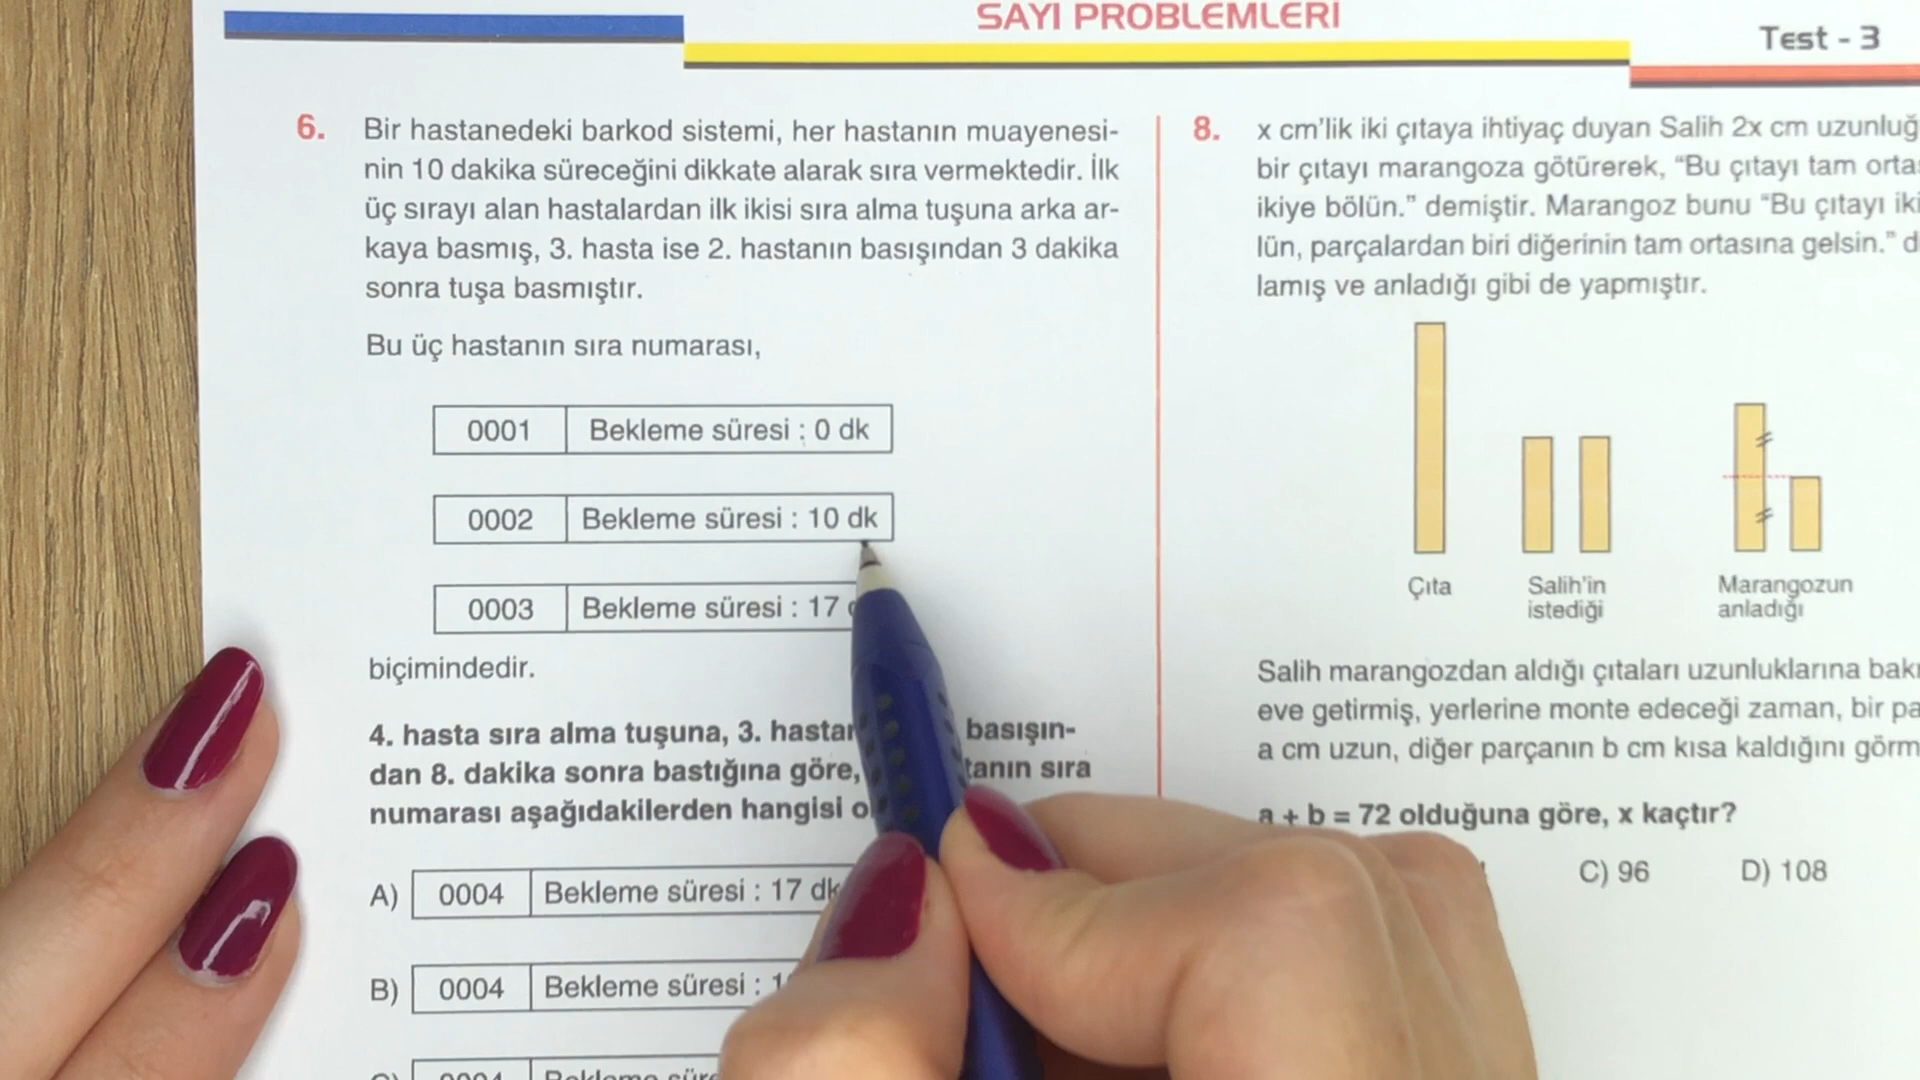 SAYI PROBLEMLERİ
Test - 3
6. Bir hastanedeki barkod sistemi, her hastanın muayenesi-
nin 10 dakika süreceğini dikkate alarak sıra vermektedir. İlk
üç sırayı alan hastalardan ilk ikisi sıra alma tuşuna arka ar-
kaya basmış, 3. hasta ise 2. hastanın basışından 3 dakika
sonra tuşa basmıştır.
Bu üç hastanın sıra numarası,
0001 Bekleme süresi : 0 dk
0002 Bekleme süresi : 10 dk
0003 Bekleme süresi : 17
biçimindedir.
4. hasta sıra alma tuşuna, 3. basışın-
dan 8. dakika sonra bastığına göre, sıra
numarası aşağıdakilerden hangisi
A) 0004 Bekleme süresi : 17 dk
B) 0004 Bekleme süresi :
8. x cm'lik iki çıtaya ihtiyaç duyan Salih 2x cm
bir çıtayı marangoza götürerek, “Bu çıtayı tam
ikiye bölün.” demiştir. Marangoz bunu “Bu çıtayı
lün, parçalardan biri diğerinin tam ortasına gelsin.”
lamış ve anladığı gibi de yapmıştır.
Çıta
Salih'in
istediği
Marangozun
anladığı
Salih marangozdan aldığı çıtaları uzunluklarına
eve getirmiş, yerlerine monte edeceği zaman, bir
a cm uzun, diğer parçanın b cm kısa kaldığını
a + b = 72 olduğuna göre, x kaçtır?
C) 96 D) 108